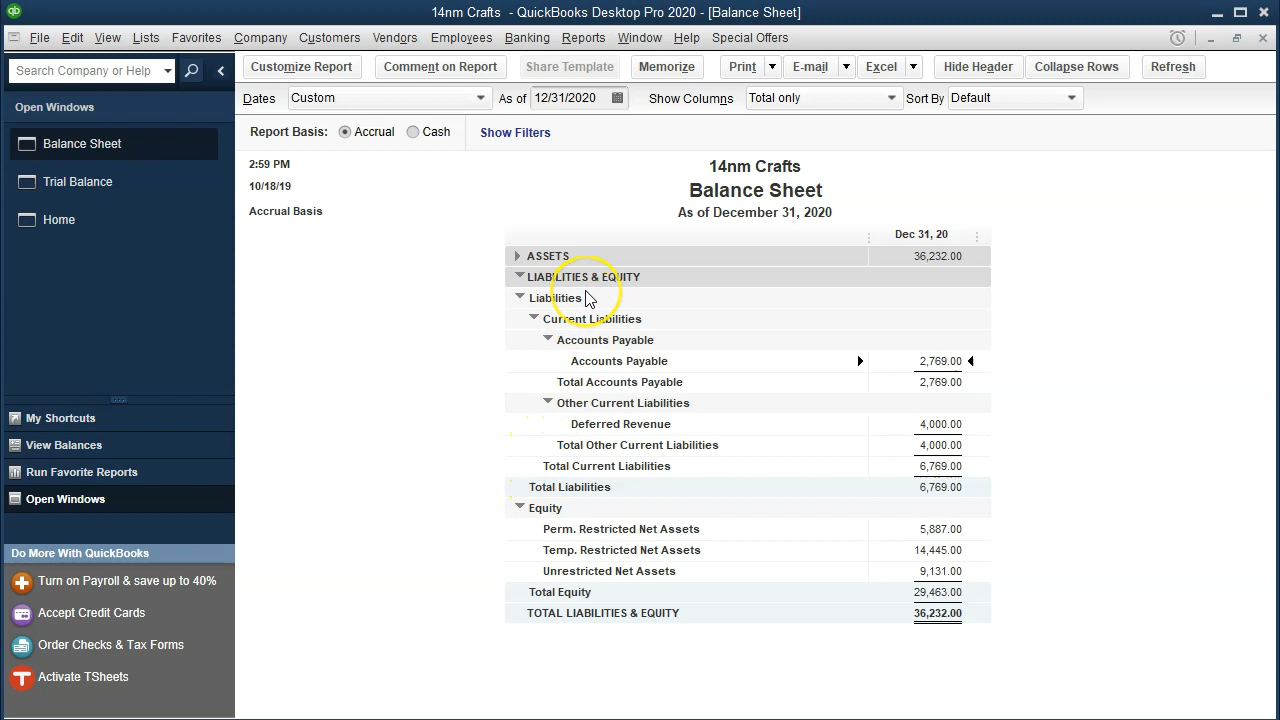 14nm Crafts - QuickBooks Desktop Pro 2020 - [Balance Sheet]
File Edit View Lists Favorites Company Customers Vendors Employees Banking Reports Window Help Special Offers
Search Company or Help
Customize Report Comment on Report Share Template Memorize Print E-mail Excel Hide Header Collapse Rows Refresh
Open Windows
Dates Custom As of 12/31/2020 Show Columns Total only Sort By Default
Balance Sheet
Trial Balance
Home
Report Basis: Accrual Cash Show Filters
2:59 PM
10/18/19
Accrual Basis
14nm Crafts
Balance Sheet
As of December 31, 2020
Dec 31, 20
ASSETS 36,232.00
LIABILITIES & EQUITY
Liabilities
Current Liabilities
Accounts Payable
Accounts Payable 2,769.00
Total Accounts Payable 2,769.00
Other Current Liabilities
Deferred Revenue 4,000.00
Total Other Current Liabilities 4,000.00
Total Current Liabilities 6,769.00
Total Liabilities 6,769.00
Equity
Perm. Restricted Net Assets 5,887.00
Temp. Restricted Net Assets 14,445.00
Unrestricted Net Assets 9,131.00
Total Equity 29,463.00
TOTAL LIABILITIES & EQUITY 36,232.00
My Shortcuts
View Balances
Run Favorite Reports
Open Windows
Do More With QuickBooks
Turn on Payroll & save up to 40%
Accept Credit Cards
Order Checks & Tax Forms
Activate TSheets